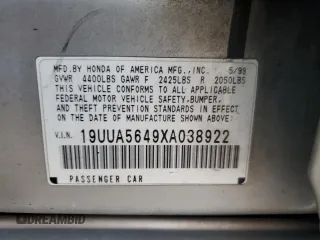 MFD.BY HONDA OF AMERICA MFG.,INC. 5/99
GVWR 4400LBS GAWR F 2425LBS R 2050LBS
THIS VEHICLE CONFORMS TO ALL APPLICABLE
FEDERAL MOTOR VEHICLE SAFETY,BUMPER,
AND THEFT PREVENTION STANDARDS IN EFFECT
ON THE DATE OF MANUFACTURE SHOWN ABOVE.
V.I.N. 19UUA5649XA038922
PASSENGER CAR
© CARSFROMWEST